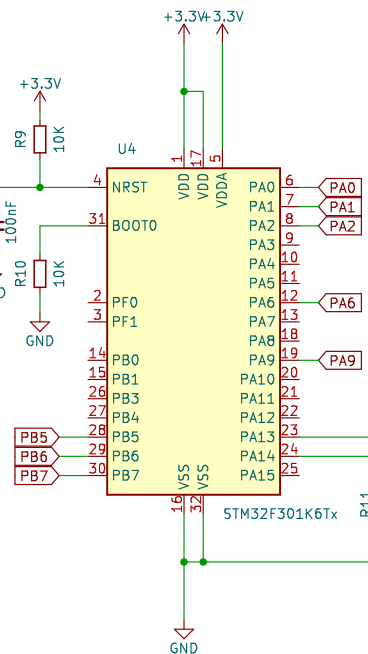 +3.3V +3.3V
+3.3V
R9 10K
U4
1 VDD 17 VDD 5 VDDA
4 NRST
31 BOOT0
100nF
R10 10K
GND
2 PF0
3 PF1
14 PB0
15 PB1
26 PB3
27 PB4
PB5 28 PB5
PB6 29 PB6
PB7 30 PB7
PA0 6 PA0
PA1 7 PA1
PA2 8 PA2
PA3 9
PA4 10
PA5 11
PA6 12 PA6
PA7 13
PA8 18
PA9 19 PA9
PA10 20
PA11 21
PA12 22
PA13 23
PA14 24
PA15 25
16 VSS 32 VSS
STM32F301K6Tx
R11
GND